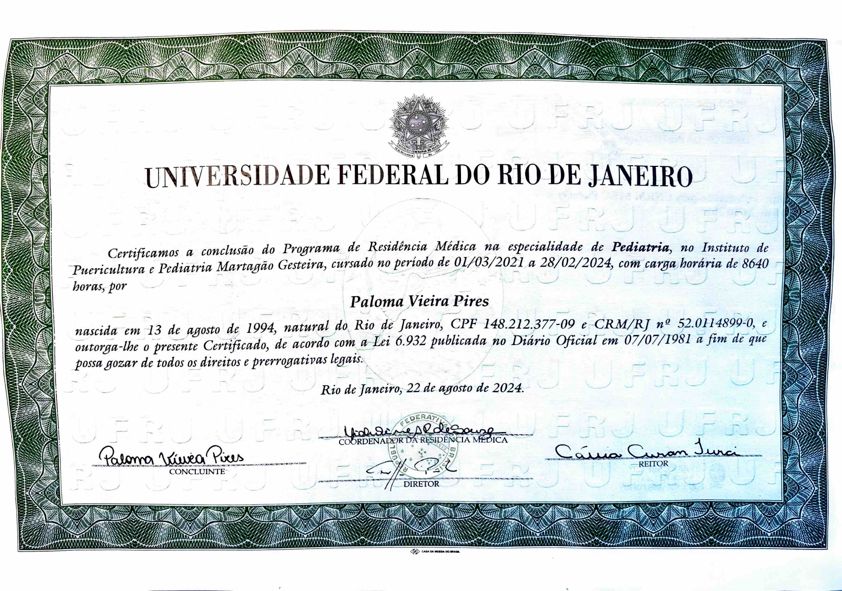 UNIVERSIDADE FEDERAL DO RIO DE JANEIRO
Certificamos a conclusão do Programa de Residência Médica na especialidade de Pediatria, no Instituto de
Puericultura e Pediatria Martagão Gesteira, cursado no período de 01/03/2021 a 28/02/2024, com carga horária de 8640
horas, por
Paloma Vieira Pires
nascida em 13 de agosto de 1994, natural do Rio de Janeiro, CPF 148.212.377-09 e CRM/RJ nº 52.0114899-0, e
outorga-lhe o presente Certificado, de acordo com a Lei 6.932 publicada no Diário Oficial em 07/07/1981 a fim de que
possa gozar de todos os direitos e prerrogativas legais.
Rio de Janeiro, 22 de agosto de 2024.
COORDENADOR DA RESIDÊNCIA MÉDICA
Paloma Vieira Pires
CONCLUINTE
REITOR
DIRETOR
CASA DA MOEDA DO BRASIL